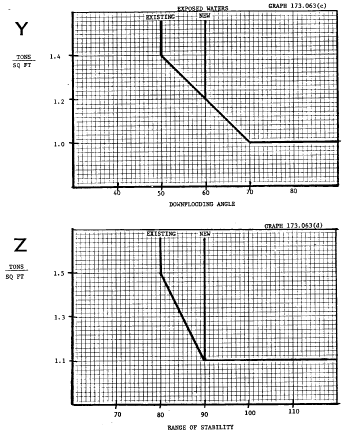 EXPOSED WATERS
GRAPH 173.063(c)
Y
EXISTING NEW
TONS
SQ FT
1.4
1.2
1.0
40 50 60 70 80
DOWNFLOODING ANGLE
GRAPH 173.063(d)
Z
EXISTING NEW
TONS
SQ FT
1.5
1.3
1.1
70 80 90 100 110
RANGE OF STABILITY